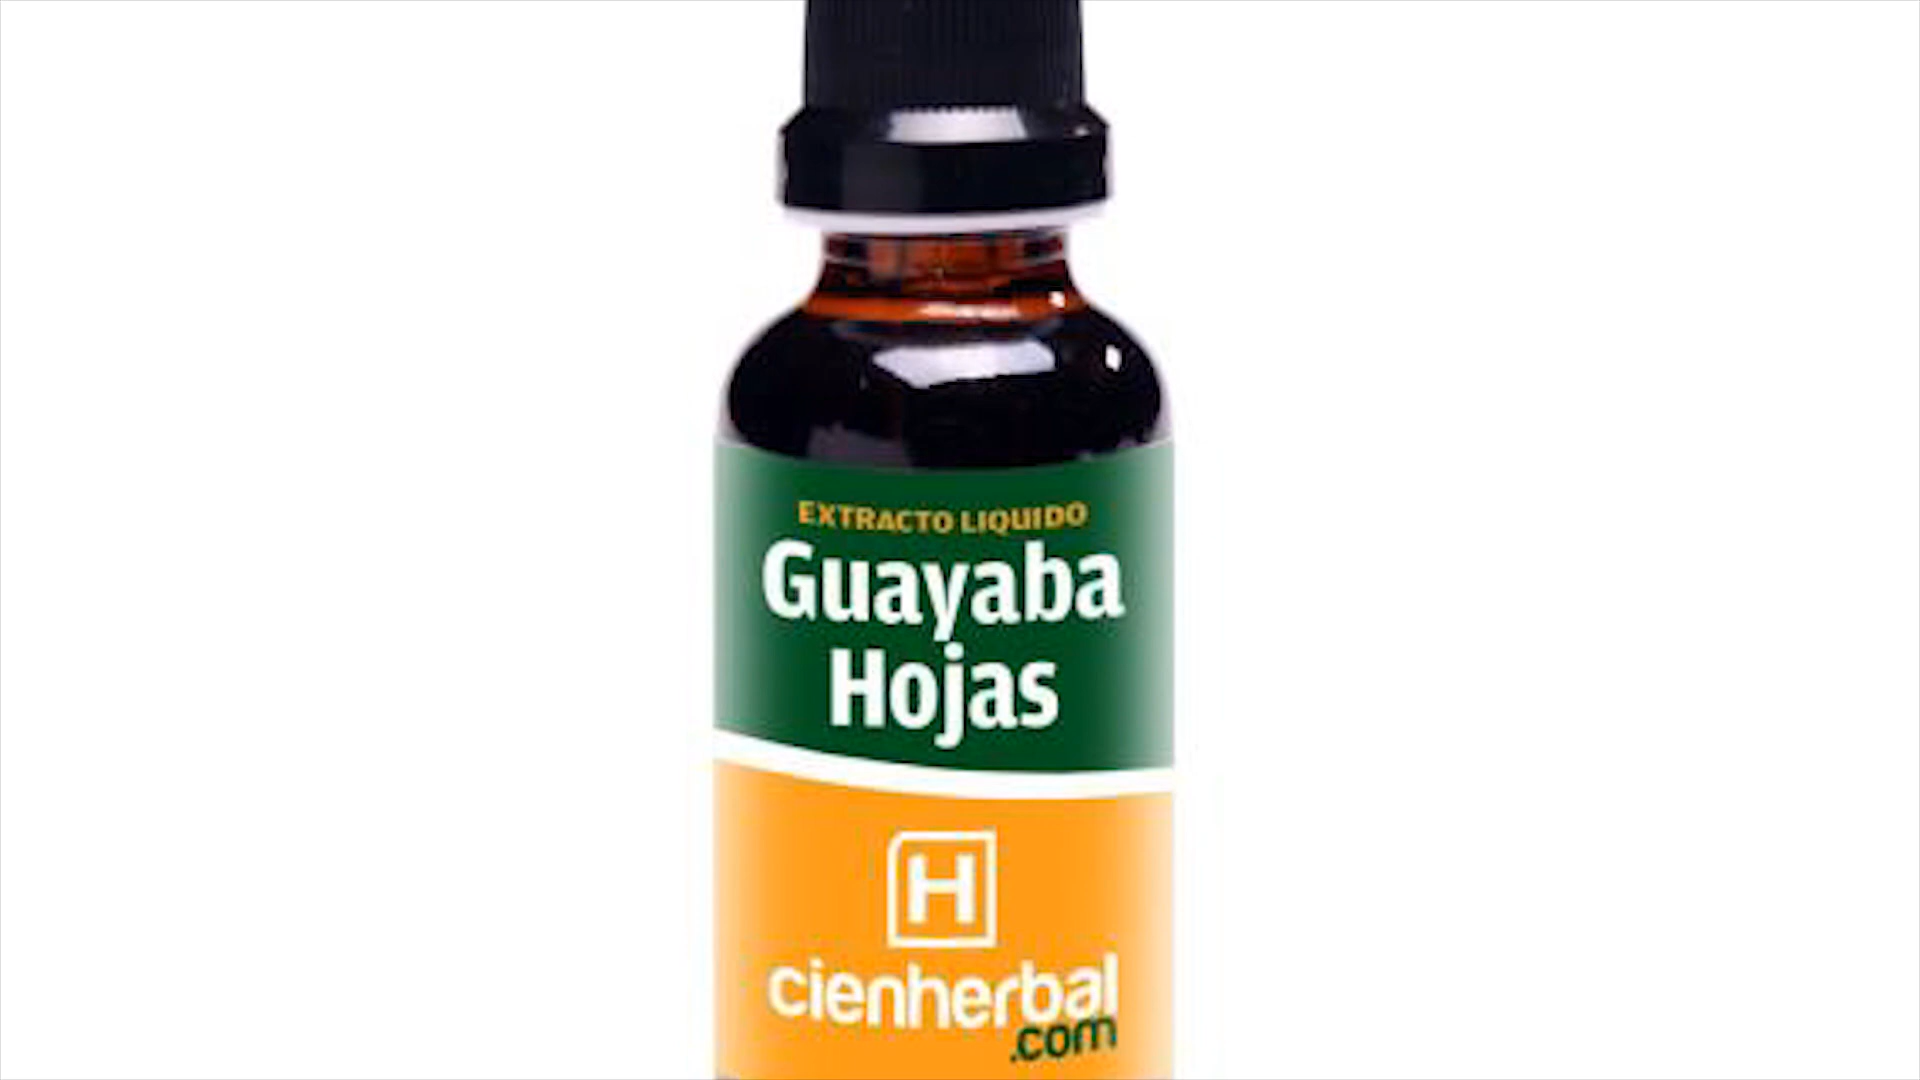 EXTRACTO LIQUIDO
Guayaba
Hojas
H
cienherbal
.com